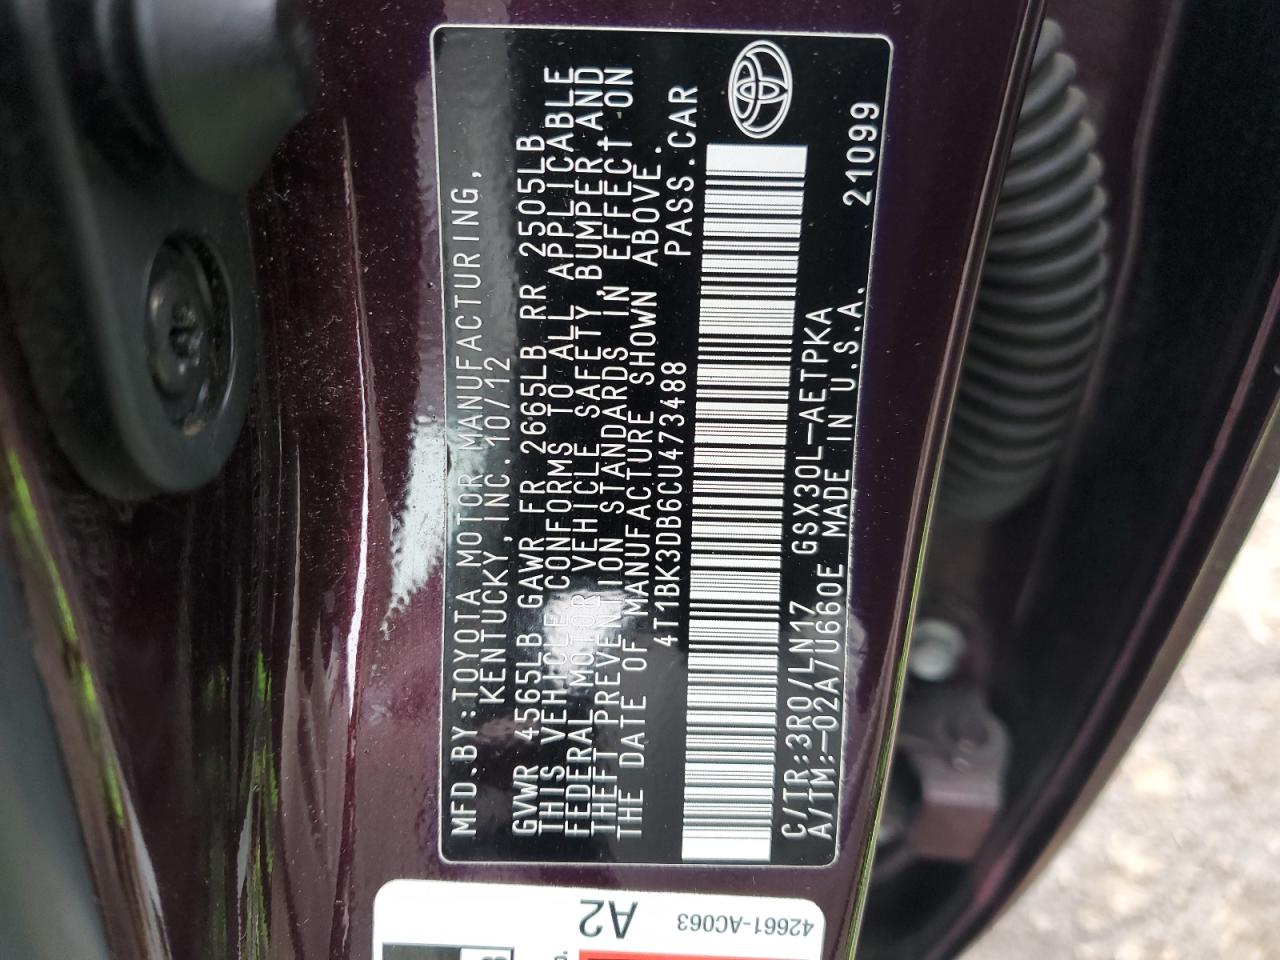 MFD.BY:TOYOTA MOTOR MANUFACTURING,
KENTUCKY,INC. 10/12
GVWR 4565LB GAWR FR 2665LB RR 2505LB
THIS VEHICLE CONFORMS TO ALL APPLICABLE
FEDERAL MOTOR VEHICLE SAFETY,BUMPER,AND
THEFT PREVENTION STANDARDS IN EFFECT ON
THE DATE OF MANUFACTURE SHOWN ABOVE.
4T1BK3DB6CU473488 PASS.CAR
C/TR:3R0/LN17 GSX30L-AETPKA 21099
A/TM:-02A/U660E MADE IN U.S.A.
A2
42661-AC063